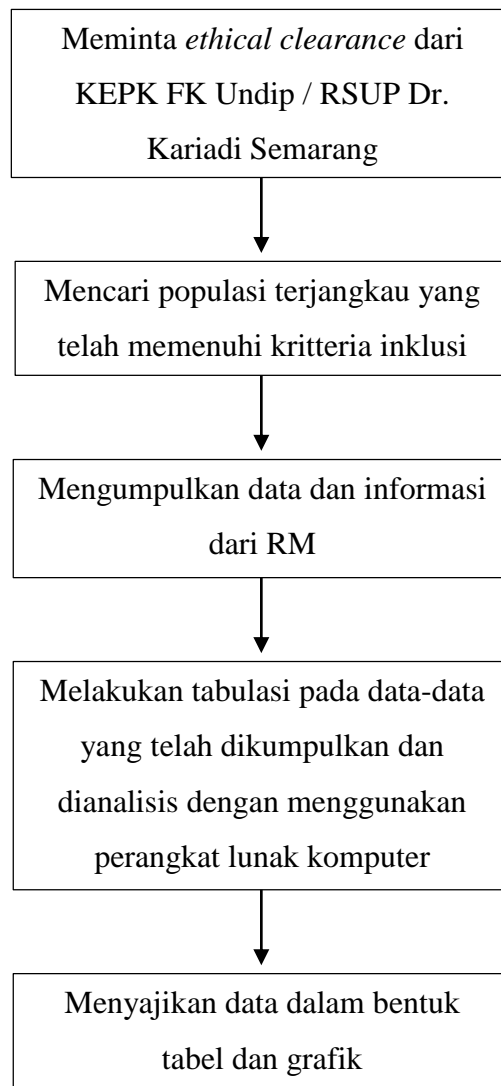 Meminta ethical clearance dari
KEPK FK Undip / RSUP Dr.
Kariadi Semarang
Mencari populasi terjangkau yang
telah memenuhi kritteria inklusi
Mengumpulkan data dan informasi
dari RM
Melakukan tabulasi pada data-data
yang telah dikumpulkan dan
dianalisis dengan menggunakan
perangkat lunak komputer
Menyajikan data dalam bentuk
tabel dan grafik